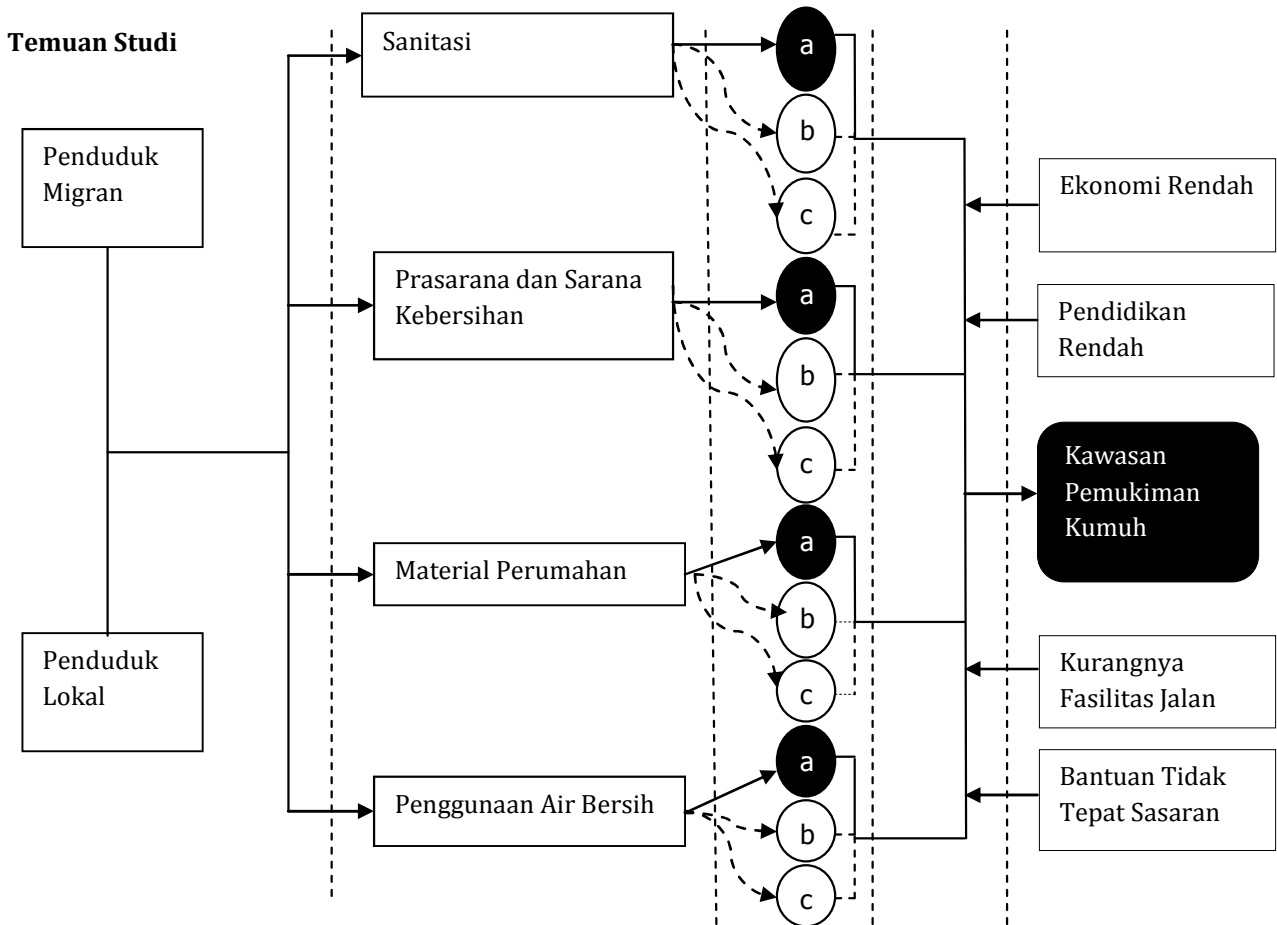 Temuan Studi
Penduduk
Migran
Penduduk
Lokal
Sanitasi
a
b
c
Prasarana dan Sarana
Kebersihan
a
b
c
Material Perumahan
a
b
c
Penggunaan Air Bersih
a
b
c
Ekonomi Rendah
Pendidikan
Rendah
Kawasan
Pemukiman
Kumuh
Kurangnya
Fasilitas Jalan
Bantuan Tidak
Tepat Sasaran